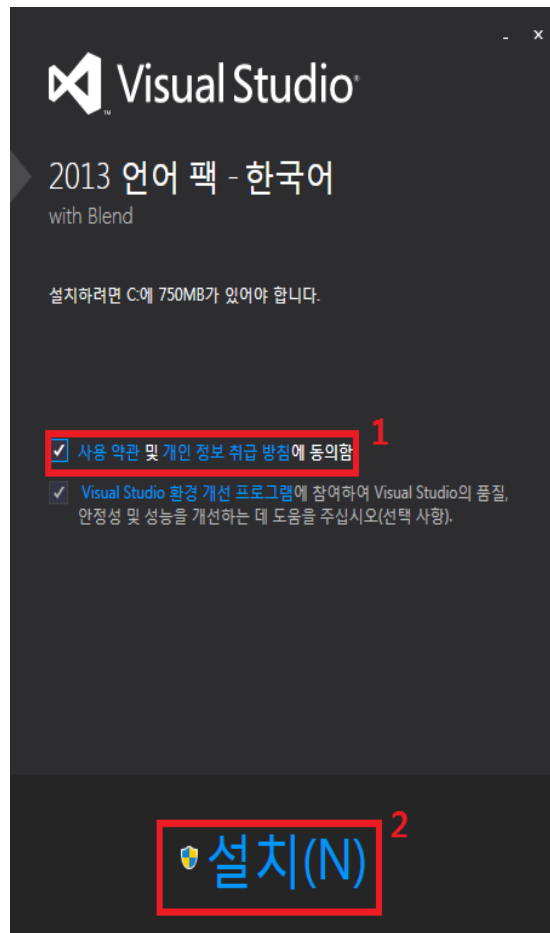 Visual Studio®
™
2013 언어 팩 - 한국어
with Blend
설치하려면 C:에 750MB가 있어야 합니다.
1
사용 약관 및 개인 정보 취급 방침에 동의함
Visual Studio 환경 개선 프로그램에 참여하여 Visual Studio의 품질,
안정성 및 성능을 개선하는 데 도움을 주십시오(선택 사항).
2
설치(N)